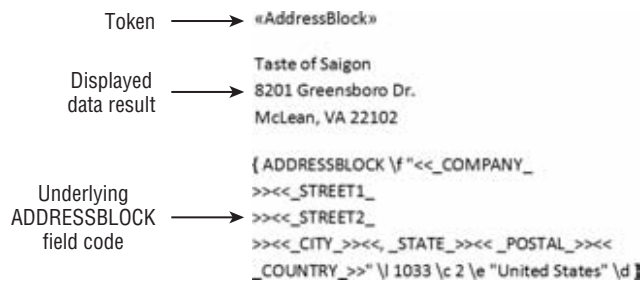 Token
«AddressBlock»
Displayed
data result
Taste of Saigon
8201 Greensboro Dr.
McLean, VA 22102
Underlying
ADDRESSBLOCK
field code
{ ADDRESSBLOCK \f "<<_COMPANY_
>><<_STREET1_
>><<_STREET2_
>><<_CITY_>><<, _STATE_>><< _POSTAL_>><<
_COUNTRY_>>" \l 1033 \c 2 \e "United States" \d }